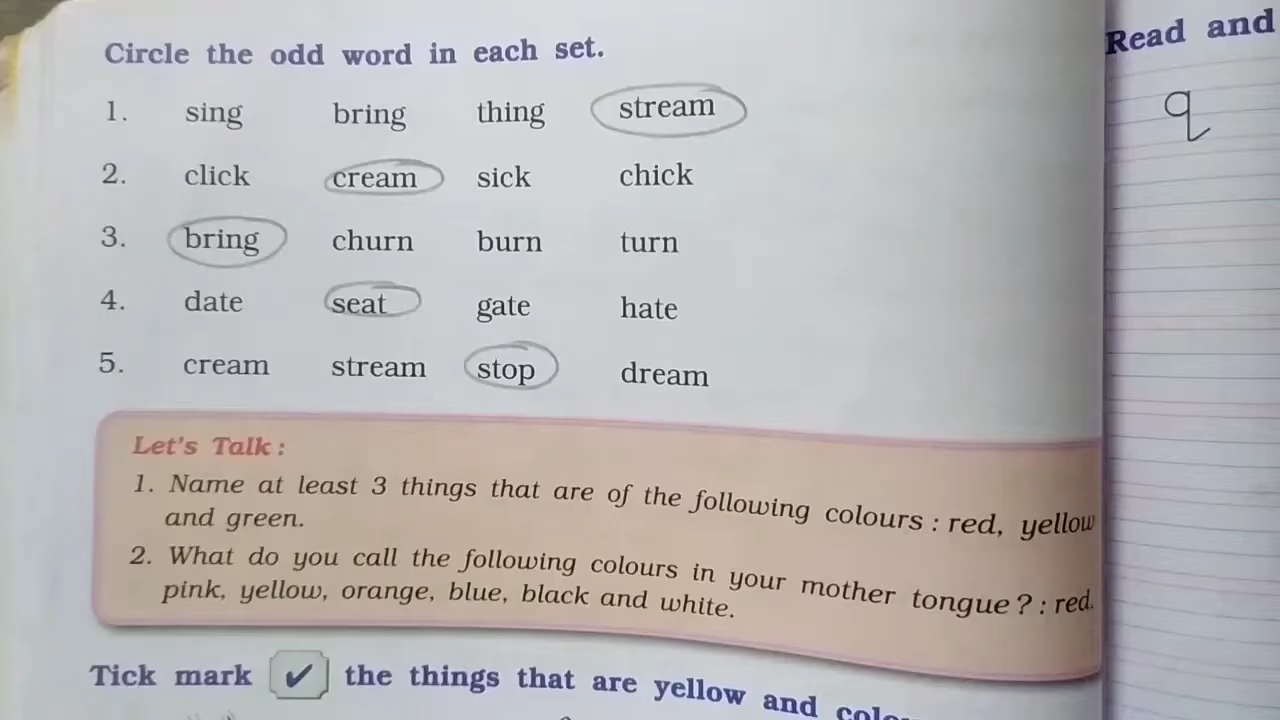 Circle the odd word in each set.
1. sing bring thing stream
2. click cream sick chick
3. bring churn burn turn
4. date seat gate hate
5. cream stream stop dream
Let's Talk :
1. Name at least 3 things that are of the following colours : red, yellow
and green.
2. What do you call the following colours in your mother tongue ? : red,
pink, yellow, orange, blue, black and white.
Tick mark ✔ the things that are yellow and
Read and
q